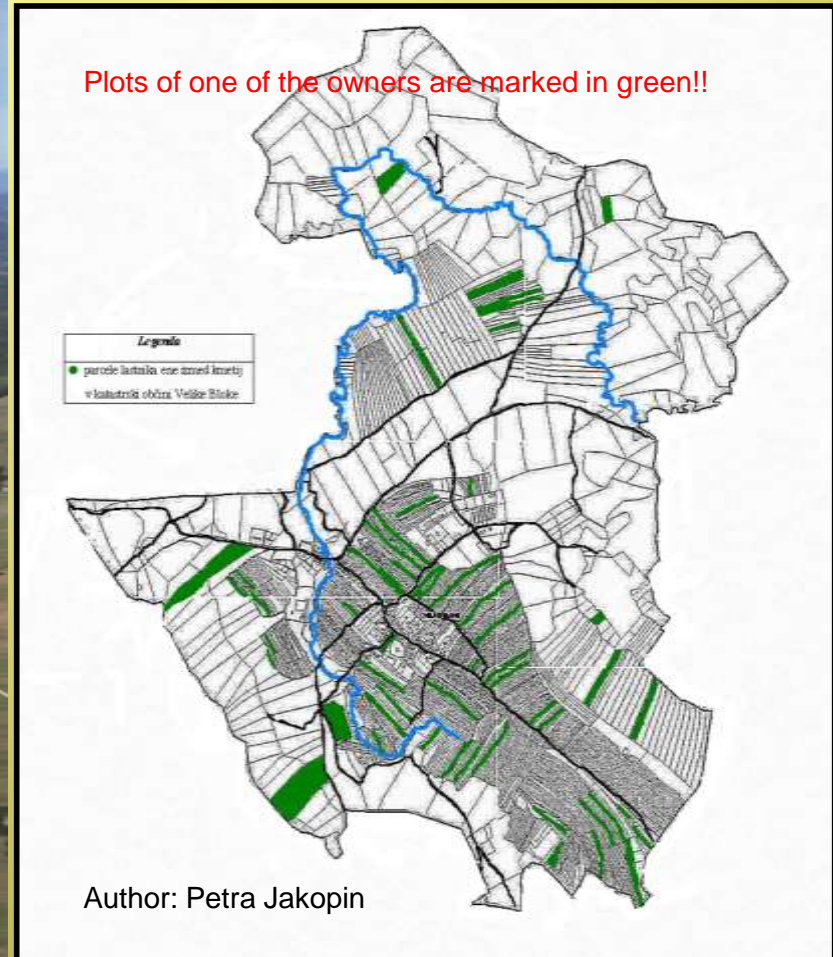 Plots of one of the owners are marked in green!!
Legenda
parcele lastnika ene izmed kmetij
v katastrski občini Velike Bloke
Author: Petra Jakopin